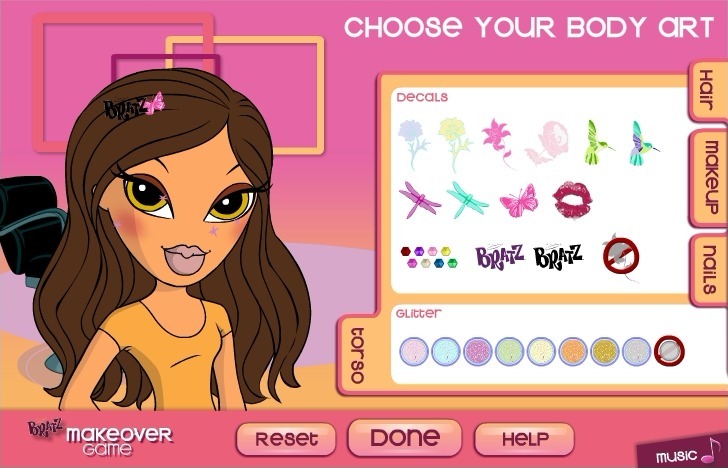 CHOOSE YOUR BODY ART
BRATZ
Decals
Hair
Makeup
Nails
BRATZ BRATZ
Glitter
Torso
BRATZ MAKEOVER
GAME
Reset
DONE
HELP
MUSIC